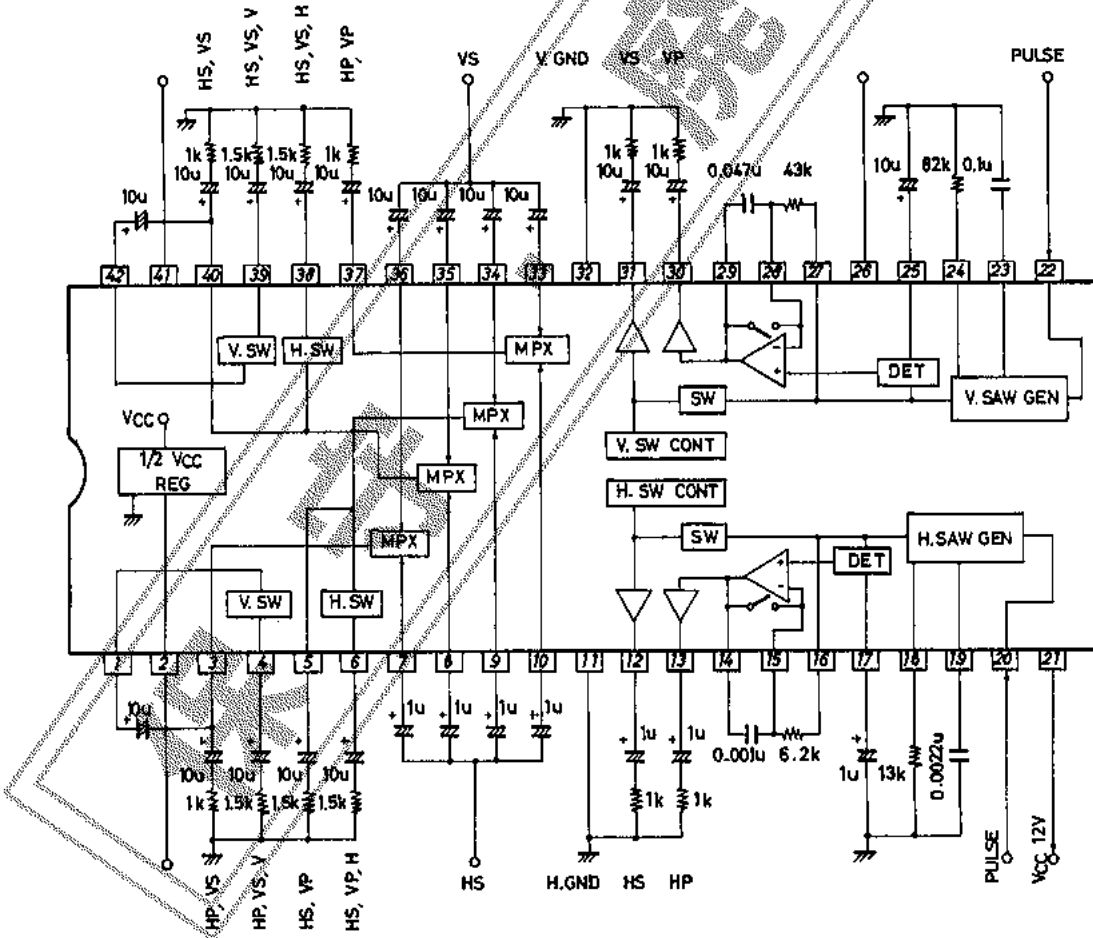 HS, VS
HS, VS, V
HS, VS, H
HP, VP
VS
V.GND
VS
VP
PULSE
1k
1.5k
1.5k
1k
10u
10u
10u
10u
10u
10u
10u
10u
10u
1k
1k
10u
10u
0.047u
43k
10u
82k
0.1u
42
41
40
39
38
37
36
35
34
33
32
31
30
29
28
27
26
25
24
23
22
V. SW
H. SW
MPX
SW
DET
V. SAW GEN
VCC
MPX
V. SW CONT
1/2 VCC
REG
MPX
H. SW CONT
MPX
SW
H. SAW GEN
DET
V. SW
H. SW
1
2
3
4
5
6
7
8
9
10
11
12
13
14
15
16
17
18
19
20
21
10u
1u
1u
1u
1u
1u
1u
0.001u
6.2k
10u
10u
10u
10u
1u
13k
0.0022u
1k
1.5k
1.5k
1.5k
1k
1k
HP, VS
HP, VS, V
HS, VP
HS, VP, H
HS
H.GND
HS
HP
PULSE
VCC 12V